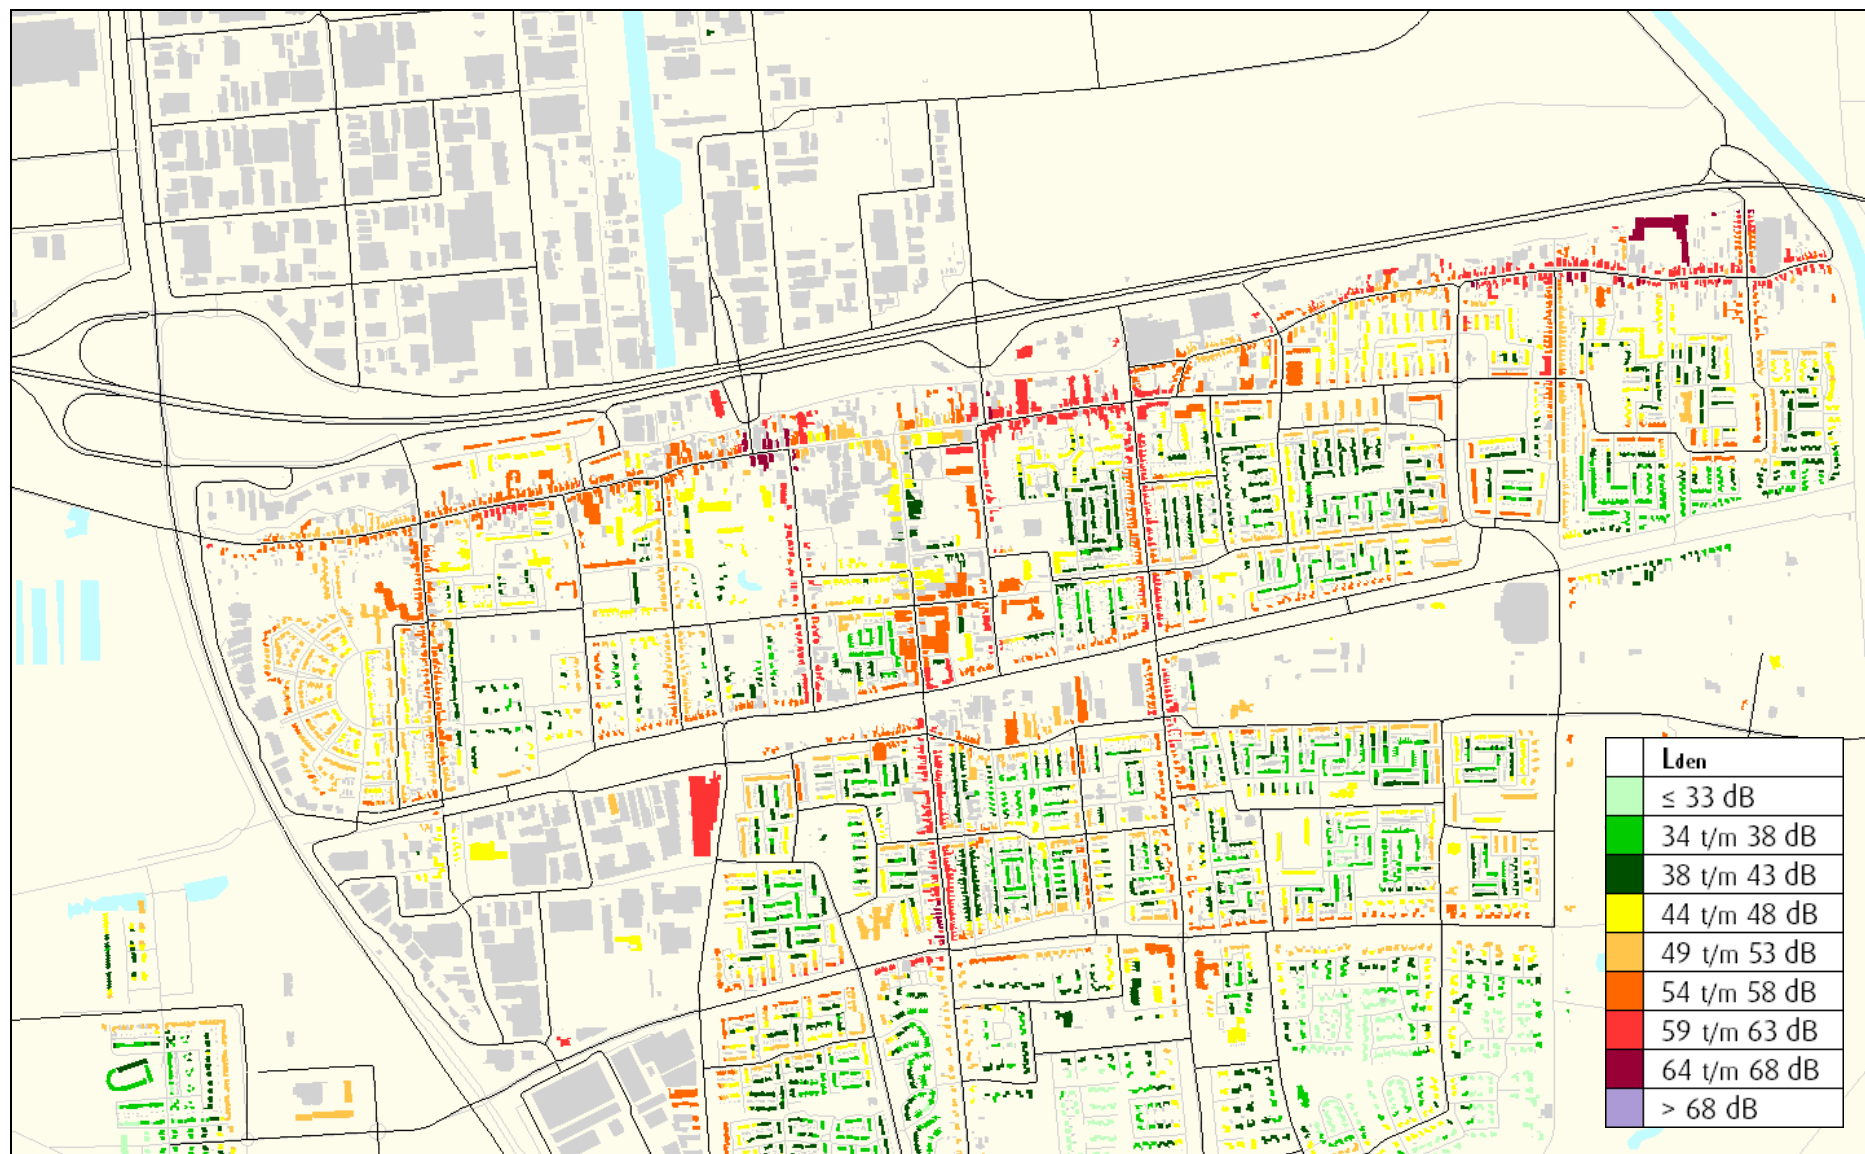 Lden
≤ 33 dB
34 t/m 38 dB
38 t/m 43 dB
44 t/m 48 dB
49 t/m 53 dB
54 t/m 58 dB
59 t/m 63 dB
64 t/m 68 dB
> 68 dB